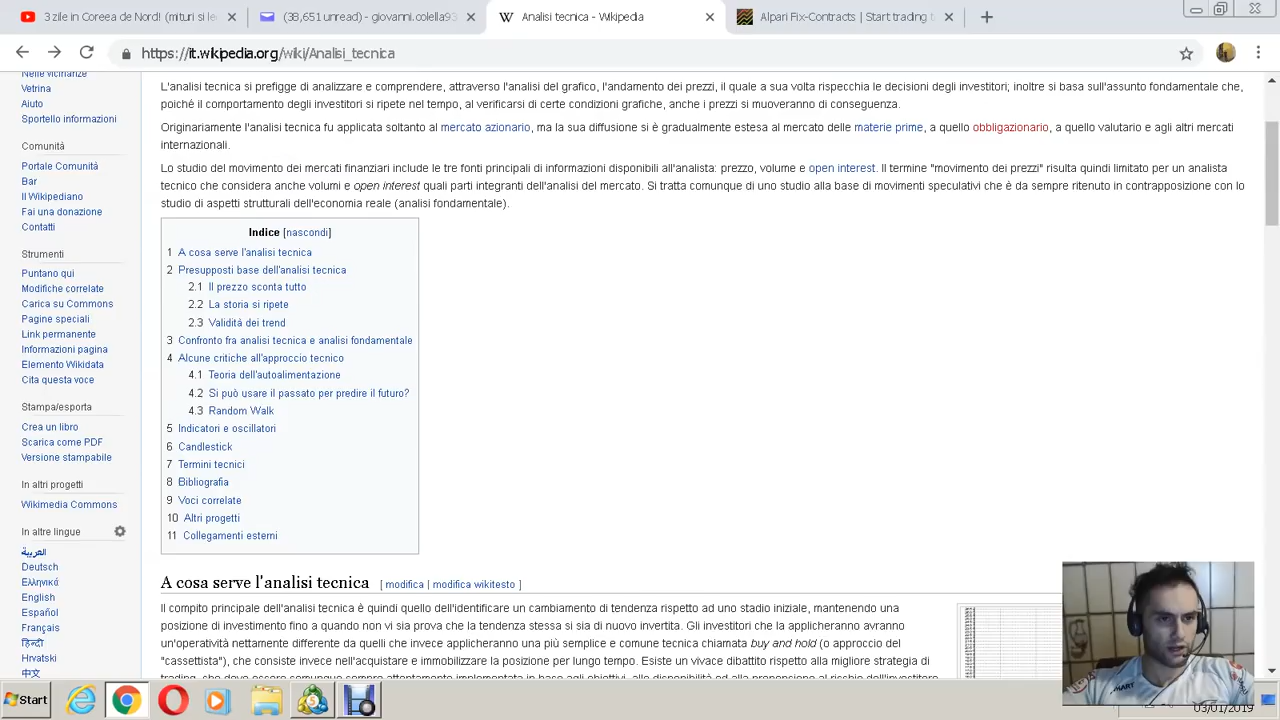 3 zile in Coreea de Nord! (mituri si le
(38,651 unread) - giovanni.colella93
Analisi tecnica - Wikipedia
Alpari Fix-Contracts | Start trading t
https://it.wikipedia.org/wiki/Analisi_tecnica
Nelle vicinanze
Vetrina
Aiuto
Sportello informazioni
Comunità
Portale Comunità
Bar
Il Wikipediano
Fai una donazione
Contatti
Strumenti
Puntano qui
Modifiche correlate
Carica su Commons
Pagine speciali
Link permanente
Informazioni pagina
Elemento Wikidata
Cita questa voce
Stampa/esporta
Crea un libro
Scarica come PDF
Versione stampabile
In altri progetti
Wikimedia Commons
In altre lingue
العربية
Deutsch
Ελληνικά
English
Español
Français
हिन्दी
Hrvatski
中文
L'analisi tecnica si prefigge di analizzare e comprendere, attraverso l'analisi del grafico, l'andamento dei prezzi, il quale a sua volta rispecchia le decisioni degli investitori; inoltre si basa sull'assunto fondamentale che,
poiché il comportamento degli investitori si ripete nel tempo, al verificarsi di certe condizioni grafiche, anche i prezzi si muoveranno di conseguenza.
Originariamente l'analisi tecnica fu applicata soltanto al mercato azionario, ma la sua diffusione si è gradualmente estesa al mercato delle materie prime, a quello obbligazionario, a quello valutario e agli altri mercati
internazionali.
Lo studio del movimento dei mercati finanziari include le tre fonti principali di informazioni disponibili all'analista: prezzo, volume e open interest. Il termine "movimento dei prezzi" risulta quindi limitato per un analista
tecnico che considera anche volumi e open interest quali parti integranti dell'analisi del mercato. Si tratta comunque di uno studio alla base di movimenti speculativi che è da sempre ritenuto in contrapposizione con lo
studio di aspetti strutturali dell'economia reale (analisi fondamentale).
Indice [nascondi]
1 A cosa serve l'analisi tecnica
2 Presupposti base dell'analisi tecnica
2.1 Il prezzo sconta tutto
2.2 La storia si ripete
2.3 Validità dei trend
3 Confronto fra analisi tecnica e analisi fondamentale
4 Alcune critiche all'approccio tecnico
4.1 Teoria dell'autoalimentazione
4.2 Si può usare il passato per predire il futuro?
4.3 Random Walk
5 Indicatori e oscillatori
6 Candlestick
7 Termini tecnici
8 Bibliografia
9 Voci correlate
10 Altri progetti
11 Collegamenti esterni
A cosa serve l'analisi tecnica [ modifica | modifica wikitesto ]
Il compito principale dell'analisi tecnica è quindi quello dell'identificare un cambiamento di tendenza rispetto ad uno stadio iniziale, mantenendo una
posizione di investimento fino a quando non vi sia prova che la tendenza stessa si sia di nuovo invertita. Gli investitori che la applicheranno avranno
un'operatività nettamente differente da quelli che invece applicheranno una più semplice e comune tecnica chiamata buy and hold (o approccio del
"cassettista"), che consiste invece nell'acquistare e immobilizzare la posizione per lungo tempo. Esiste un vivace dibattito rispetto alla migliore strategia di
Start
03/01/2019